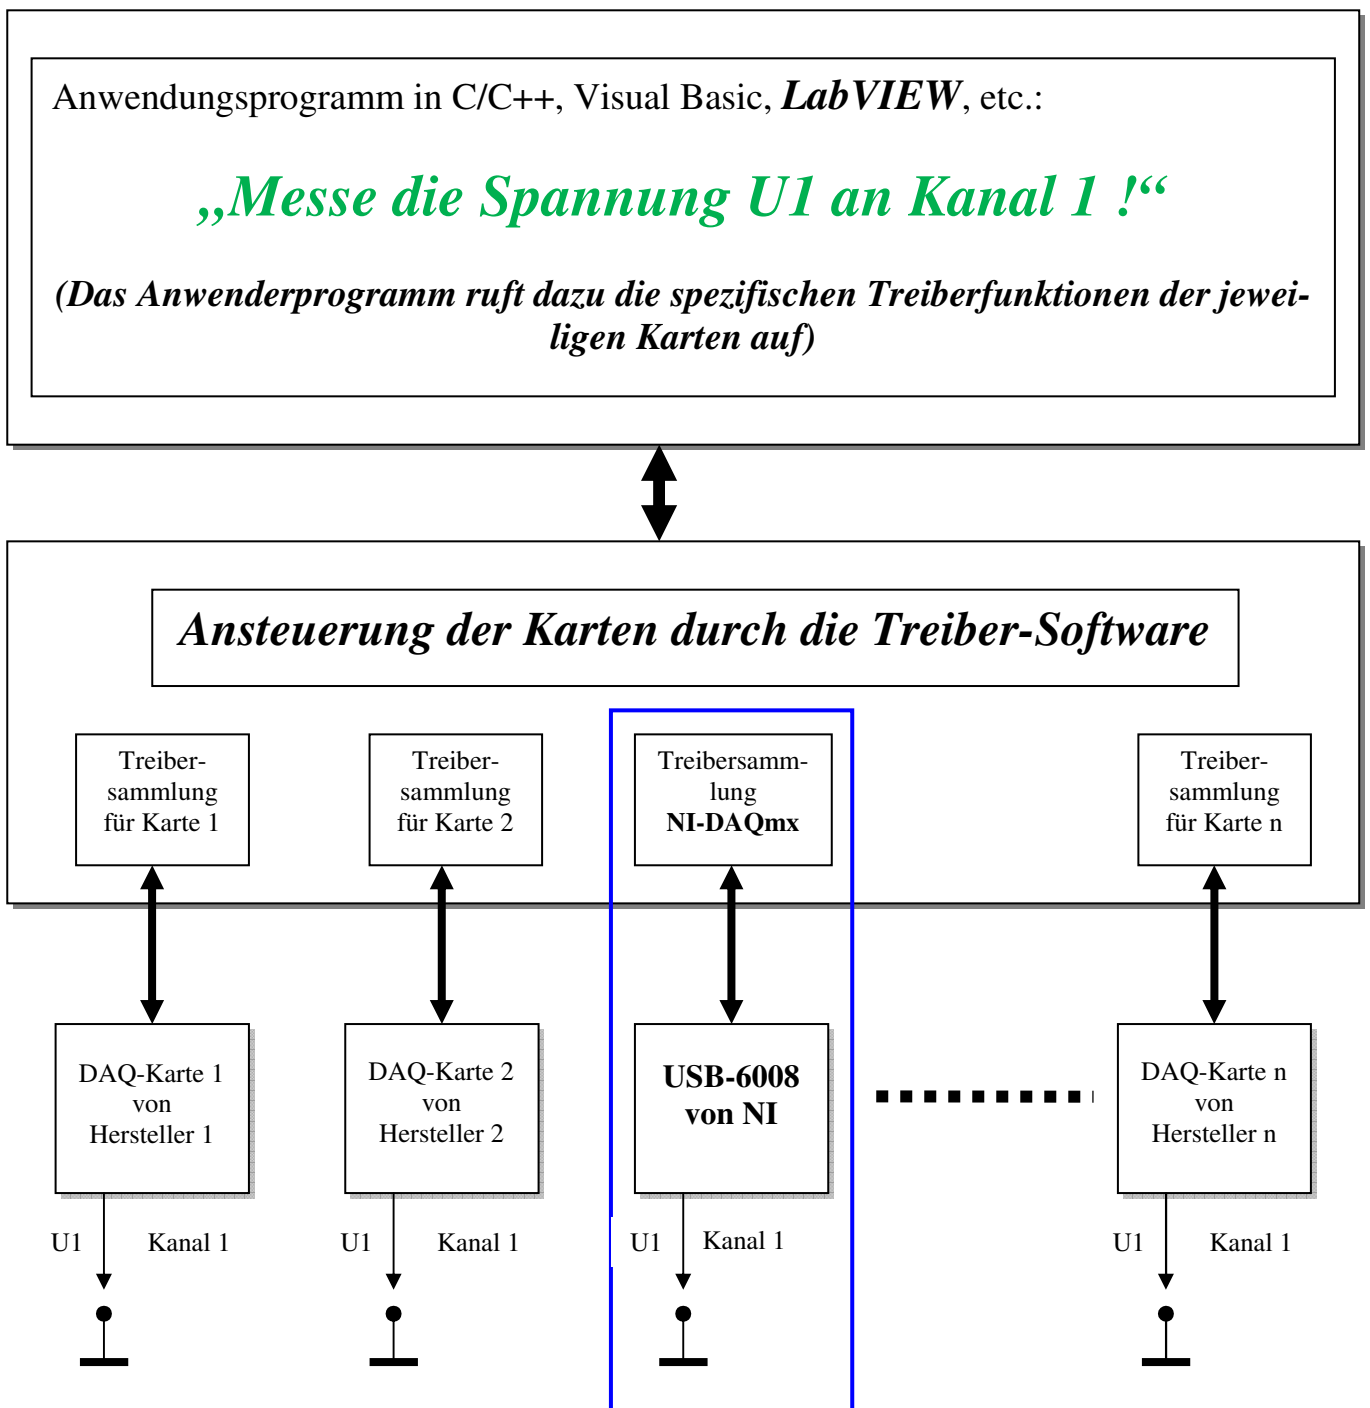 Anwendungsprogramm in C/C++, Visual Basic, LabVIEW, etc.:
„Messe die Spannung U1 an Kanal 1 !“
(Das Anwenderprogramm ruft dazu die spezifischen Treiberfunktionen der jewei-
ligen Karten auf)
Ansteuerung der Karten durch die Treiber-Software
Treiber-
sammlung
für Karte 1
Treiber-
sammlung
für Karte 2
Treibersamm-
lung
NI-DAQmx
Treiber-
sammlung
für Karte n
DAQ-Karte 1
von
Hersteller 1
DAQ-Karte 2
von
Hersteller 2
USB-6008
von NI
DAQ-Karte n
von
Hersteller n
U1 Kanal 1
U1 Kanal 1
U1 Kanal 1
U1 Kanal 1